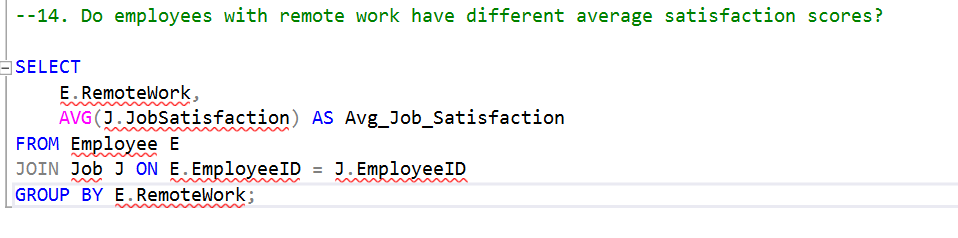 --14. Do employees with remote work have different average satisfaction scores?
SELECT
E.RemoteWork,
AVG(J.JobSatisfaction) AS Avg_Job_Satisfaction
FROM Employee E
JOIN Job J ON E.EmployeeID = J.EmployeeID
GROUP BY E.RemoteWork;